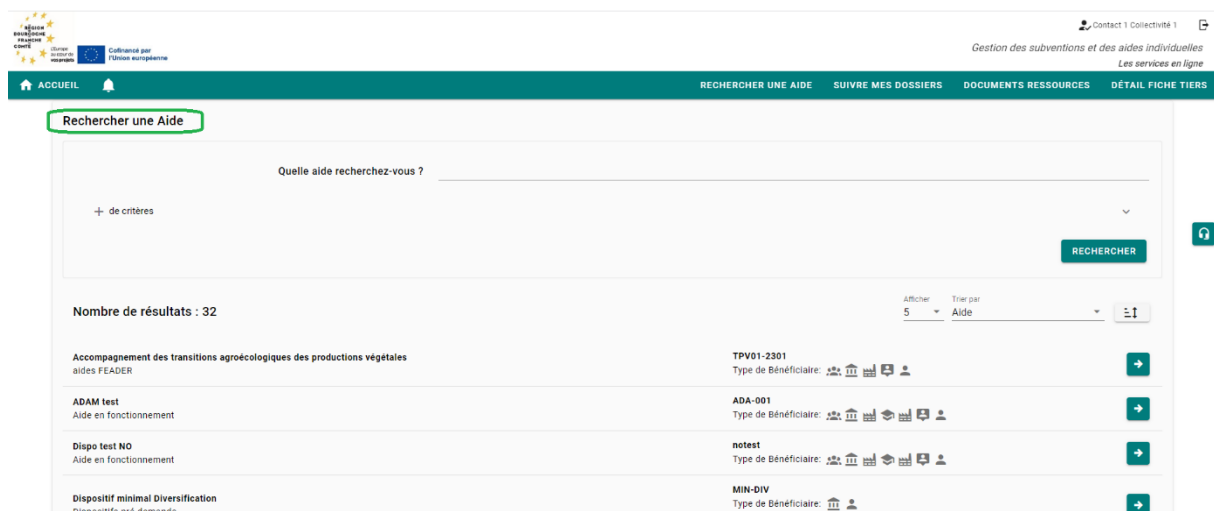 RÉGION
BOURGOGNE
FRANCHE
COMTÉ
Cofinancé par
l'Union européenne
Contact 1 Collectivité 1
Gestion des subventions et des aides individuelles
Les services en ligne
ACCUEIL
RECHERCHER UNE AIDE SUIVRE MES DOSSIERS DOCUMENTS RESSOURCES DÉTAIL FICHE TIERS
Rechercher une Aide
Quelle aide recherchez-vous ?
+ de critères
RECHERCHER
Nombre de résultats : 32
Afficher Trier par
5 Aide
Accompagnement des transitions agroécologiques des productions végétales
aides FEADER
TPV01-2301
Type de Bénéficiaire:
ADAM test
Aide en fonctionnement
ADA-001
Type de Bénéficiaire:
Dispo test NO
Aide en fonctionnement
notest
Type de Bénéficiaire:
Dispositif minimal Diversification
MIN-DIV
Type de Bénéficiaire: